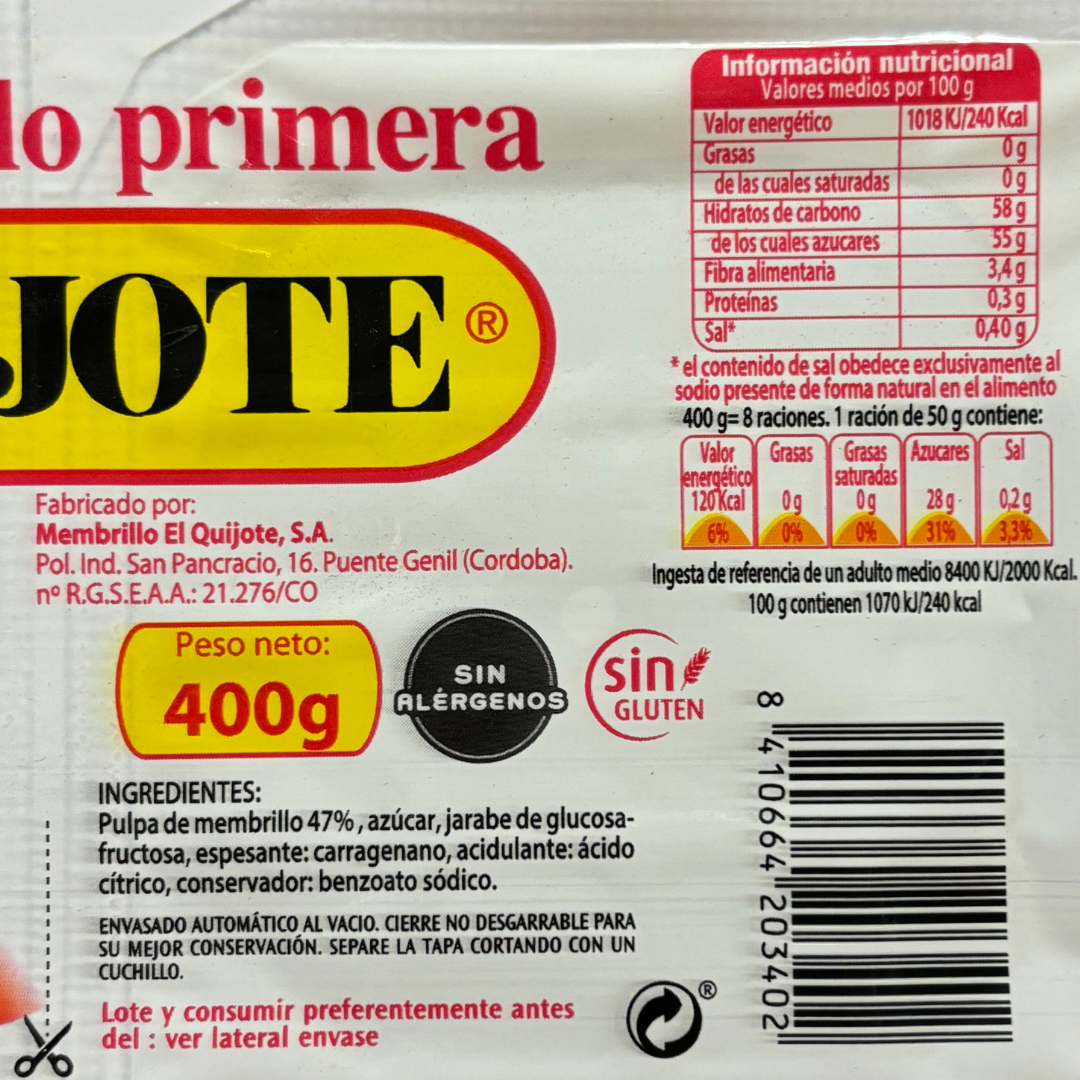 lo primera
JOTE®
Fabricado por:
Membrillo El Quijote, S.A.
Pol. Ind. San Pancracio, 16. Puente Genil (Cordoba).
nº R.G.S.E.A.A.: 21.276/CO
Peso neto:
400g
SIN
ALÉRGENOS
sin
GLUTEN
INGREDIENTES:
Pulpa de membrillo 47%, azúcar, jarabe de glucosa-
fructosa, espesante: carragenano, acidulante: ácido
cítrico, conservador: benzoato sódico.
ENVASADO AUTOMÁTICO AL VACIO. CIERRE NO DESGARRABLE PARA
SU MEJOR CONSERVACIÓN. SEPARE LA TAPA CORTANDO CON UN
CUCHILLO.
Lote y consumir preferentemente antes
del : ver lateral envase
®
Información nutricional
Valores medios por 100 g
Valor energético 1018 KJ/240 Kcal
Grasas 0 g
de las cuales saturadas 0 g
Hidratos de carbono 58 g
de los cuales azucares 55 g
Fibra alimentaria 3,4 g
Proteínas 0,3 g
Sal* 0,40 g
* el contenido de sal obedece exclusivamente al
sodio presente de forma natural en el alimento
400 g= 8 raciones. 1 ración de 50 g contiene:
Valor Grasas Grasas Azucares Sal
energético saturadas
120 Kcal 0 g 0 g 28 g 0,2 g
6% 0% 0% 31% 3,3%
Ingesta de referencia de un adulto medio 8400 KJ/2000 Kcal.
100 g contienen 1070 kJ/240 kcal
8 410664 203402